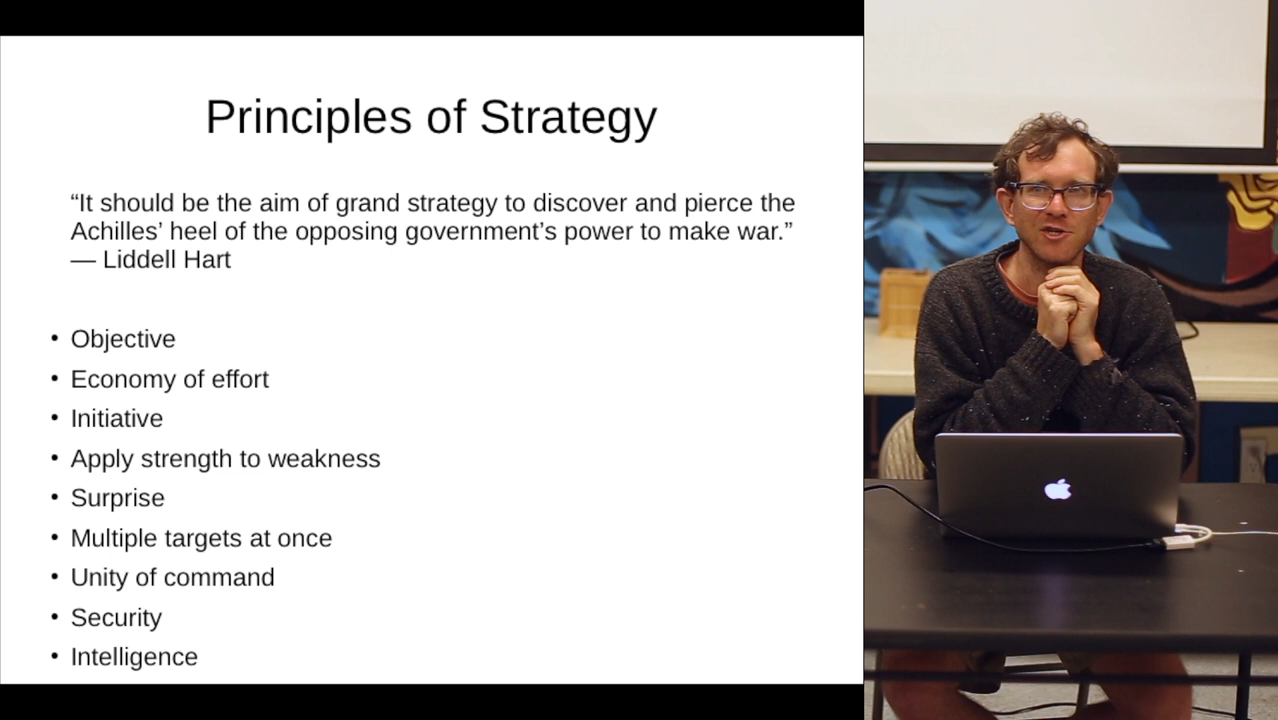 Principles of Strategy
“It should be the aim of grand strategy to discover and pierce the
Achilles’ heel of the opposing government’s power to make war.”
— Liddell Hart
• Objective
• Economy of effort
• Initiative
• Apply strength to weakness
• Surprise
• Multiple targets at once
• Unity of command
• Security
• Intelligence